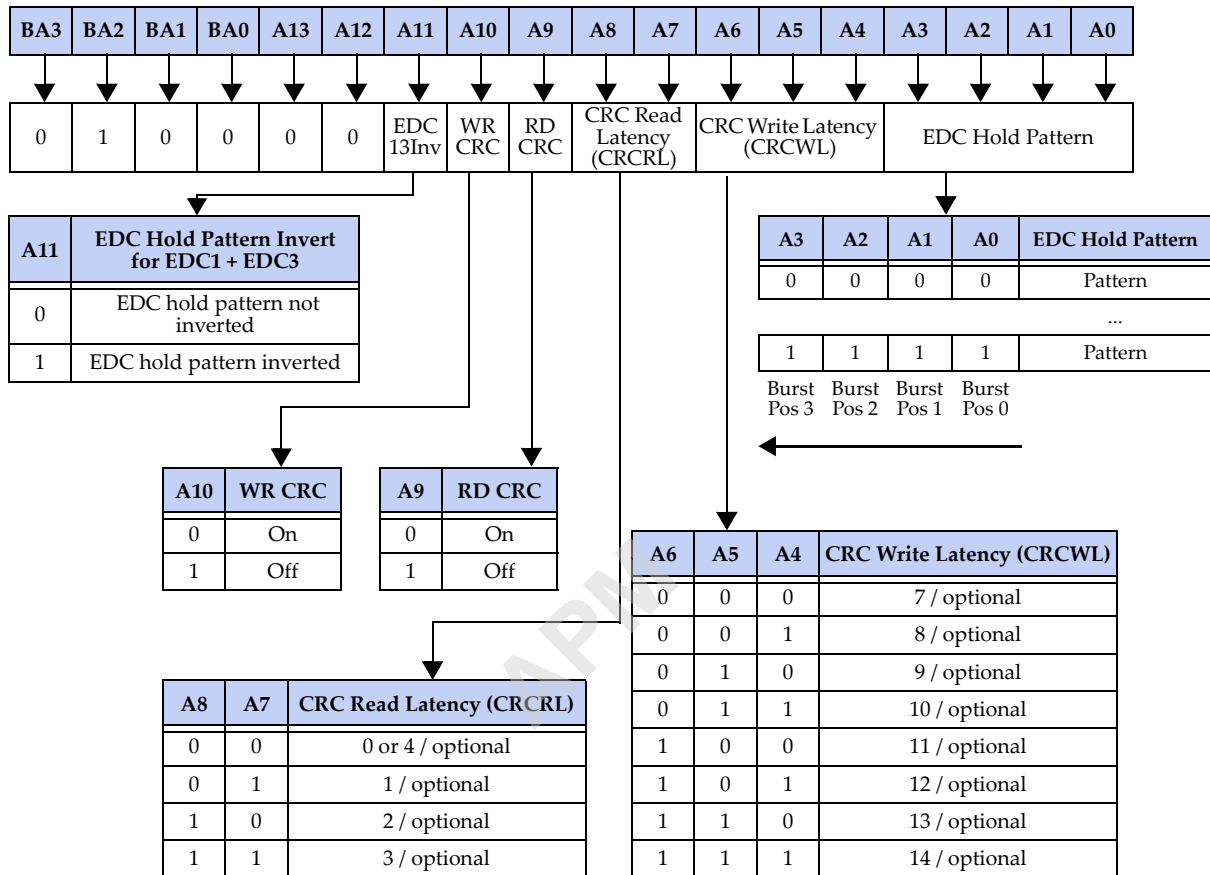 BA3 BA2 BA1 BA0 A13 A12 A11 A10 A9 A8 A7 A6 A5 A4 A3 A2 A1 A0
0 1 0 0 0 0
EDC
13Inv
WR
CRC
RD
CRC
CRC Read
Latency
(CRCRL)
CRC Write Latency
(CRCWL)
EDC Hold Pattern
A11
EDC Hold Pattern Invert
for EDC1 + EDC3
0
EDC hold pattern not
inverted
1 EDC hold pattern inverted
A3 A2 A1 A0 EDC Hold Pattern
0 0 0 0 Pattern
...
1 1 1 1 Pattern
Burst Burst Burst Burst
Pos 3 Pos 2 Pos 1 Pos 0
A10 WR CRC
0 On
1 Off
A9 RD CRC
0 On
1 Off
A6 A5 A4 CRC Write Latency (CRCWL)
0 0 0 7 / optional
0 0 1 8 / optional
0 1 0 9 / optional
0 1 1 10 / optional
1 0 0 11 / optional
1 0 1 12 / optional
1 1 0 13 / optional
1 1 1 14 / optional
A8 A7 CRC Read Latency (CRCRL)
0 0 0 or 4 / optional
0 1 1 / optional
1 0 2 / optional
1 1 3 / optional
APM